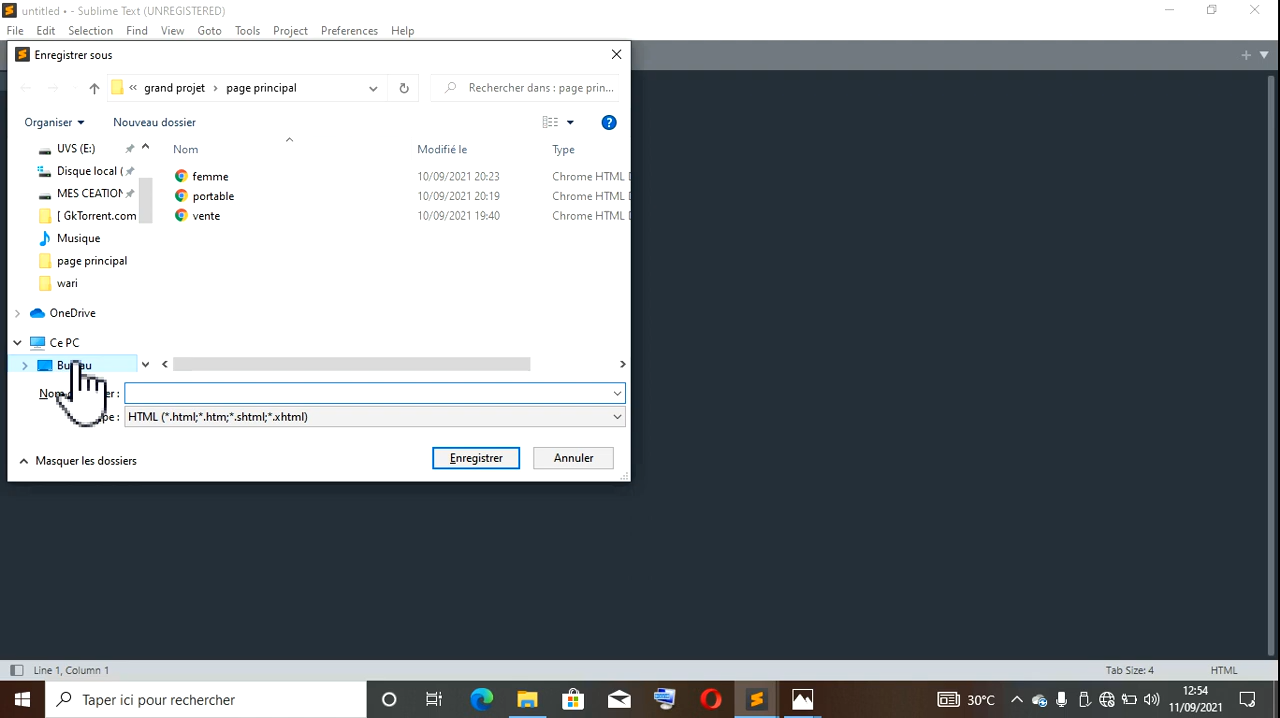 untitled • - Sublime Text (UNREGISTERED)
File Edit Selection Find View Goto Tools Project Preferences Help
Enregistrer sous
« grand projet › page principal
Rechercher dans : page prin...
Organiser Nouveau dossier
Nom Modifié le Type
UVS (E:)
Disque local (
MES CEATION
[ GkTorrent.com
Musique
page principal
wari
OneDrive
Ce PC
femme 10/09/2021 20:23 Chrome HTML D
portable 10/09/2021 20:19 Chrome HTML D
vente 10/09/2021 19:40 Chrome HTML D
HTML (*.html;*.htm;*.shtml;*.xhtml)
Masquer les dossiers Enregistrer Annuler
Line 1, Column 1 Tab Size: 4 HTML
Taper ici pour rechercher
30°C
12:54
11/09/2021